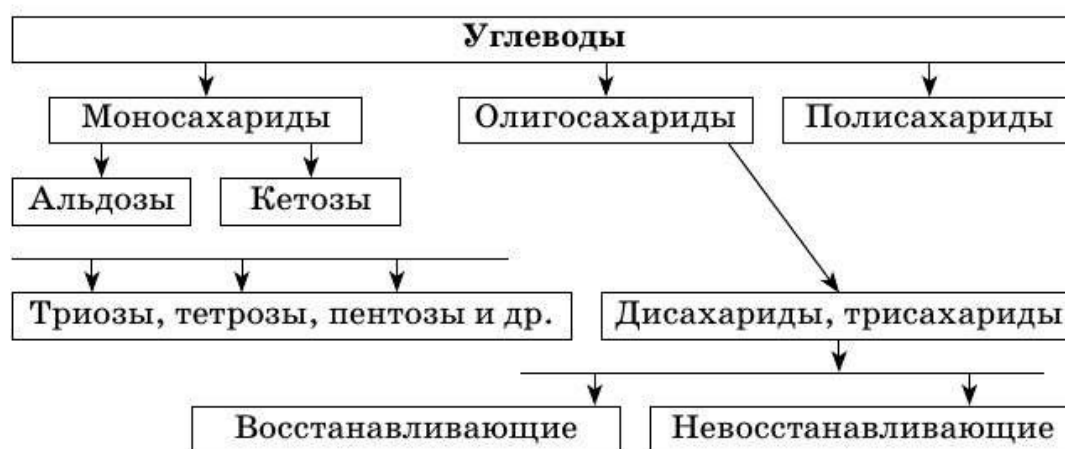 Углеводы
Моносахариды Олигосахариды Полисахариды
Альдозы Кетозы
Триозы, тетрозы, пентозы и др. Дисахариды, трисахариды
Восстанавливающие Невосстанавливающие